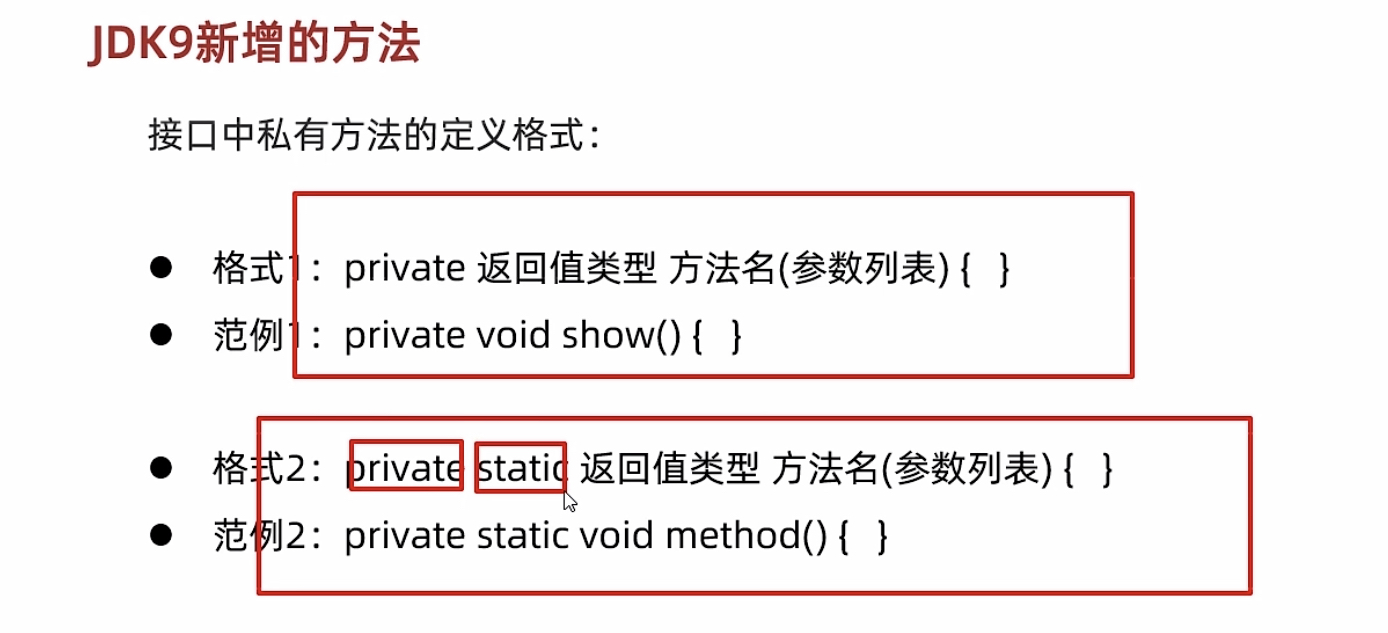 JDK9新增的方法
接口中私有方法的定义格式：
格式1：private 返回值类型 方法名(参数列表) { }
范例1：private void show() { }
格式2：private static 返回值类型 方法名(参数列表) { }
范例2：private static void method() { }